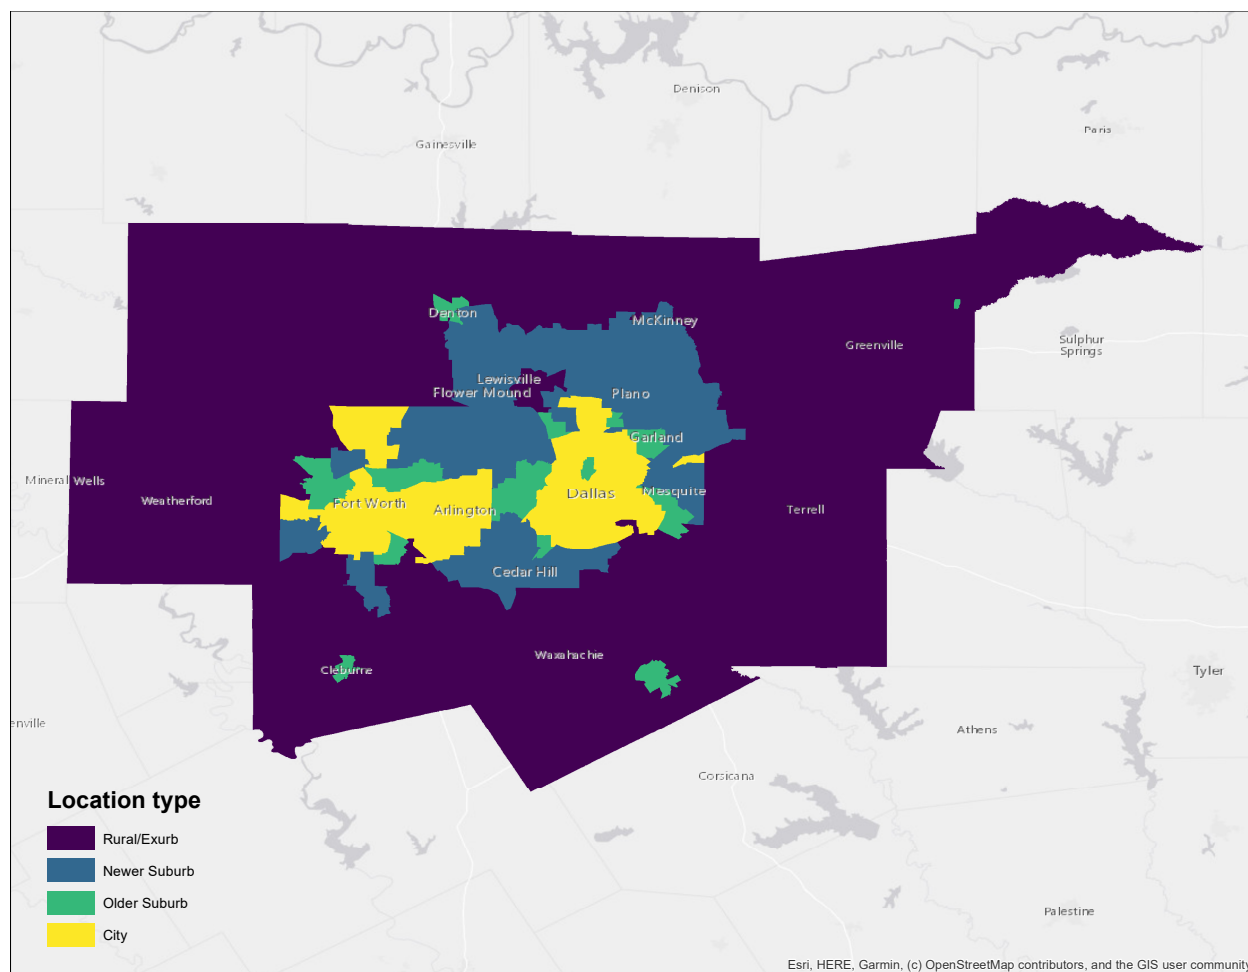 Denison
Paris
Gainesville
Denton
McKinney
Greenville
Sulphur
Springs
Lewisville
Flower Mound
Plano
Garland
Mineral Wells
Weatherford
Fort Worth
Arlington
Dallas
Mesquite
Terrell
Cedar Hill
Cleburne
Waxahachie
Tyler
enville
Athens
Corsicana
Location type
Rural/Exurb
Newer Suburb
Older Suburb
City
Palestine
Esri, HERE, Garmin, (c) OpenStreetMap contributors, and the GIS user community